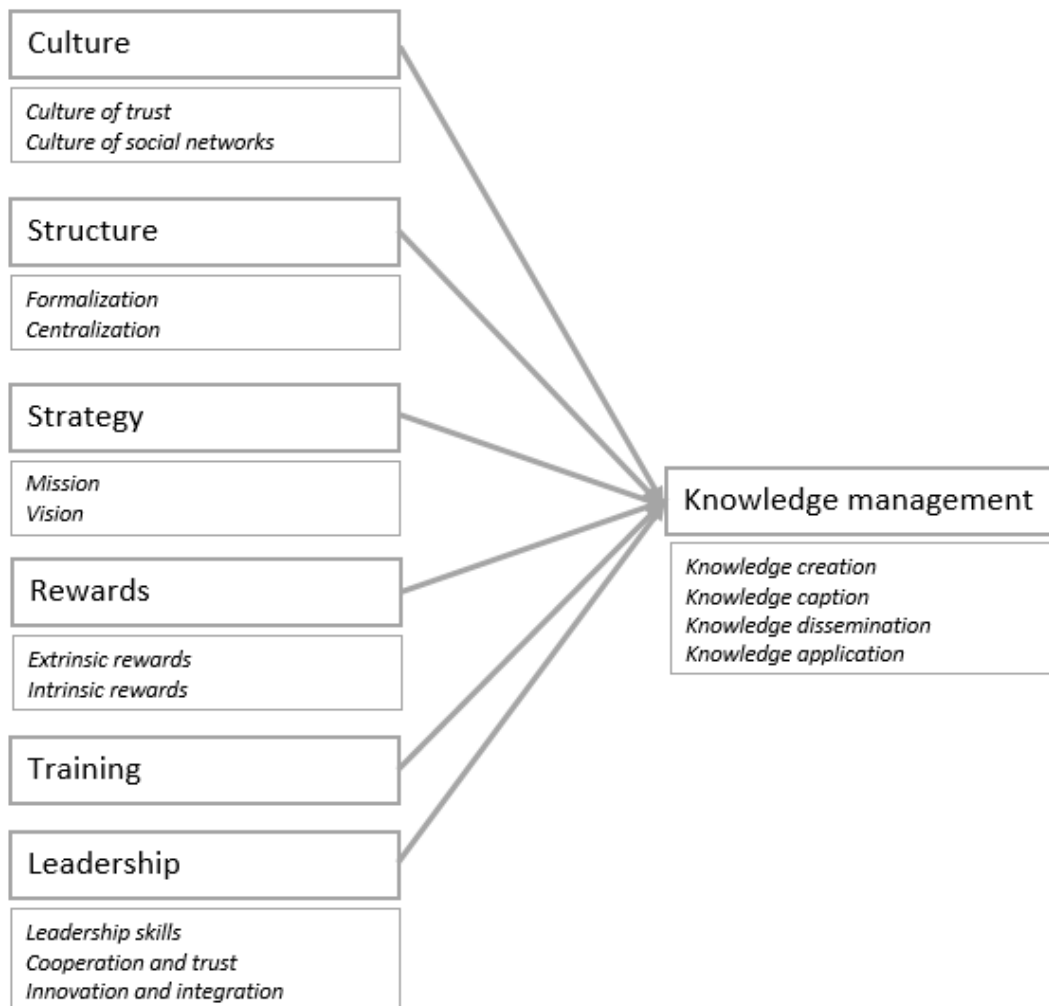 Culture
Culture of trust
Culture of social networks
Structure
Formalization
Centralization
Strategy
Mission
Vision
Rewards
Extrinsic rewards
Intrinsic rewards
Training
Leadership
Leadership skills
Cooperation and trust
Innovation and integration
Knowledge management
Knowledge creation
Knowledge caption
Knowledge dissemination
Knowledge application